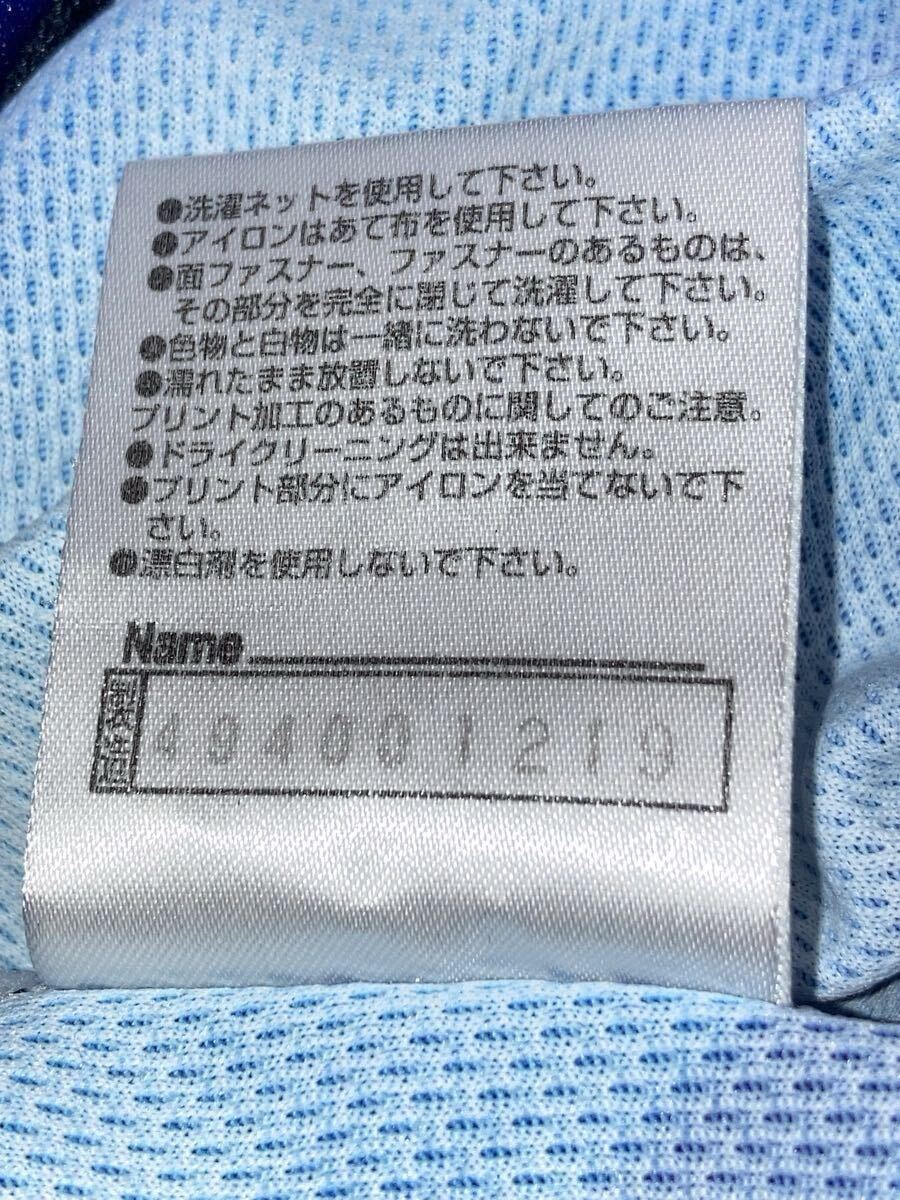 ●洗濯ネットを使用して下さい。
●アイロンはあて布を使用して下さい。
●面ファスナー、ファスナーのあるものは、
その部分を完全に閉じて洗濯して下さい。
●色物と白物は一緒に洗わないで下さい。
●濡れたまま放置しないで下さい。
プリント加工のあるものに関してのご注意。
●ドライクリーニングは出来ません。
●プリント部分にアイロンを当てないで下
さい。
●漂白剤を使用しないで下さい。
Name
494001219